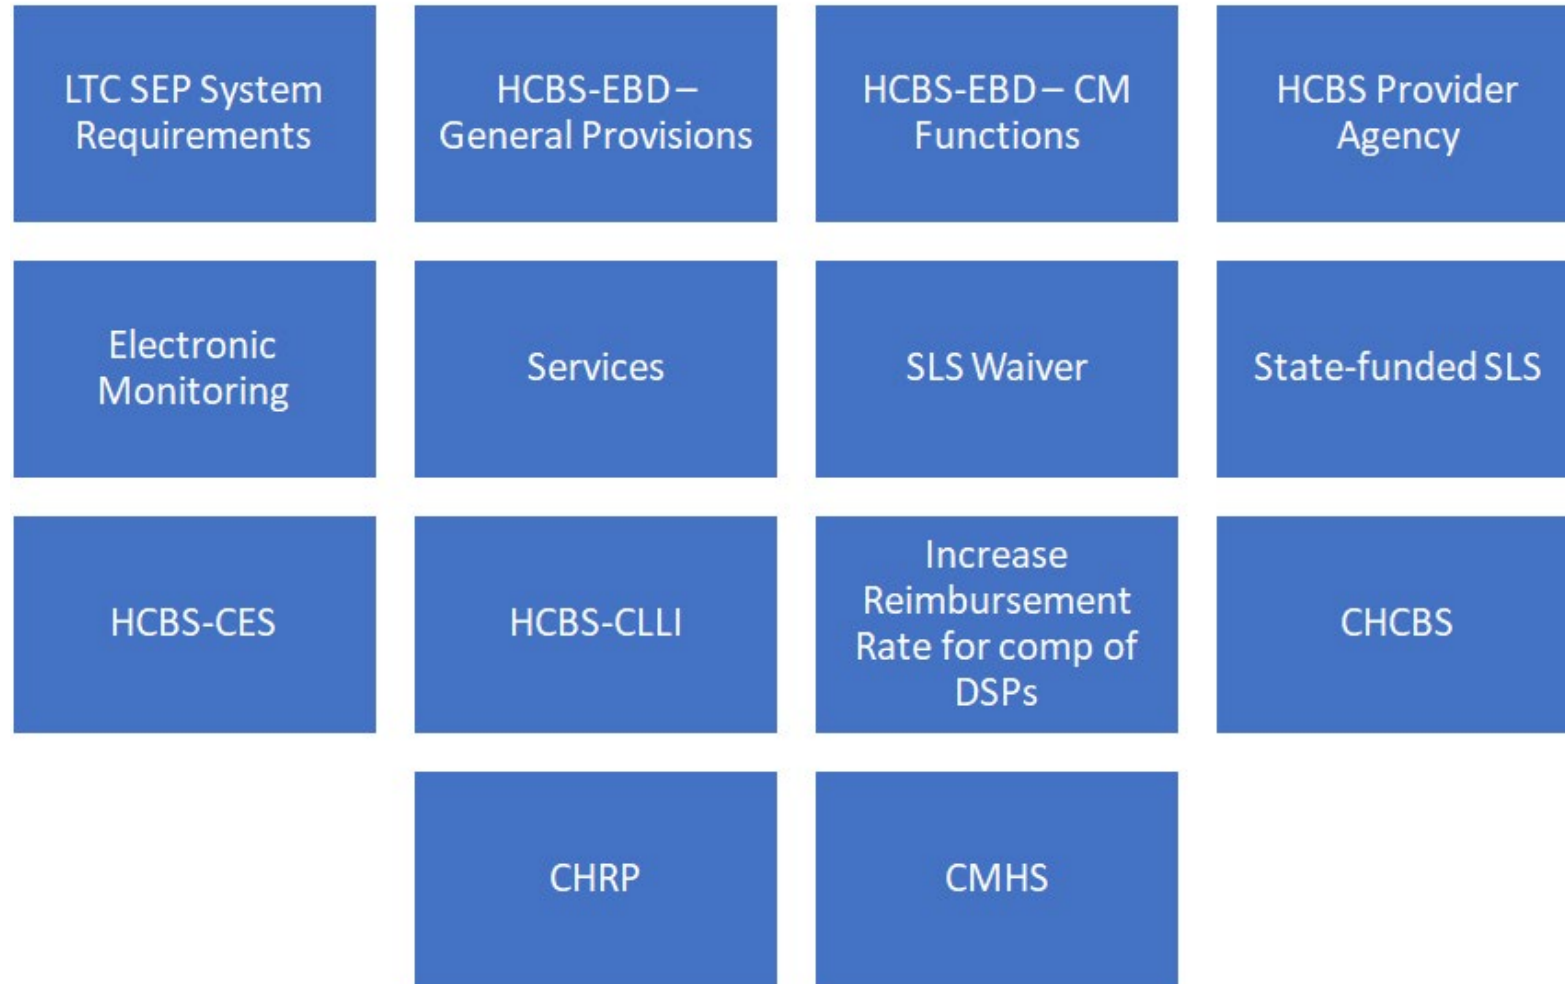 LTC SEP System
Requirements
HCBS-EBD –
General Provisions
HCBS-EBD – CM
Functions
HCBS Provider
Agency
Electronic
Monitoring
Services
SLS Waiver
State-funded SLS
HCBS-CES
HCBS-CLLI
Increase
Reimbursement
Rate for comp of
DSPs
CHCBS
CHRP
CMHS